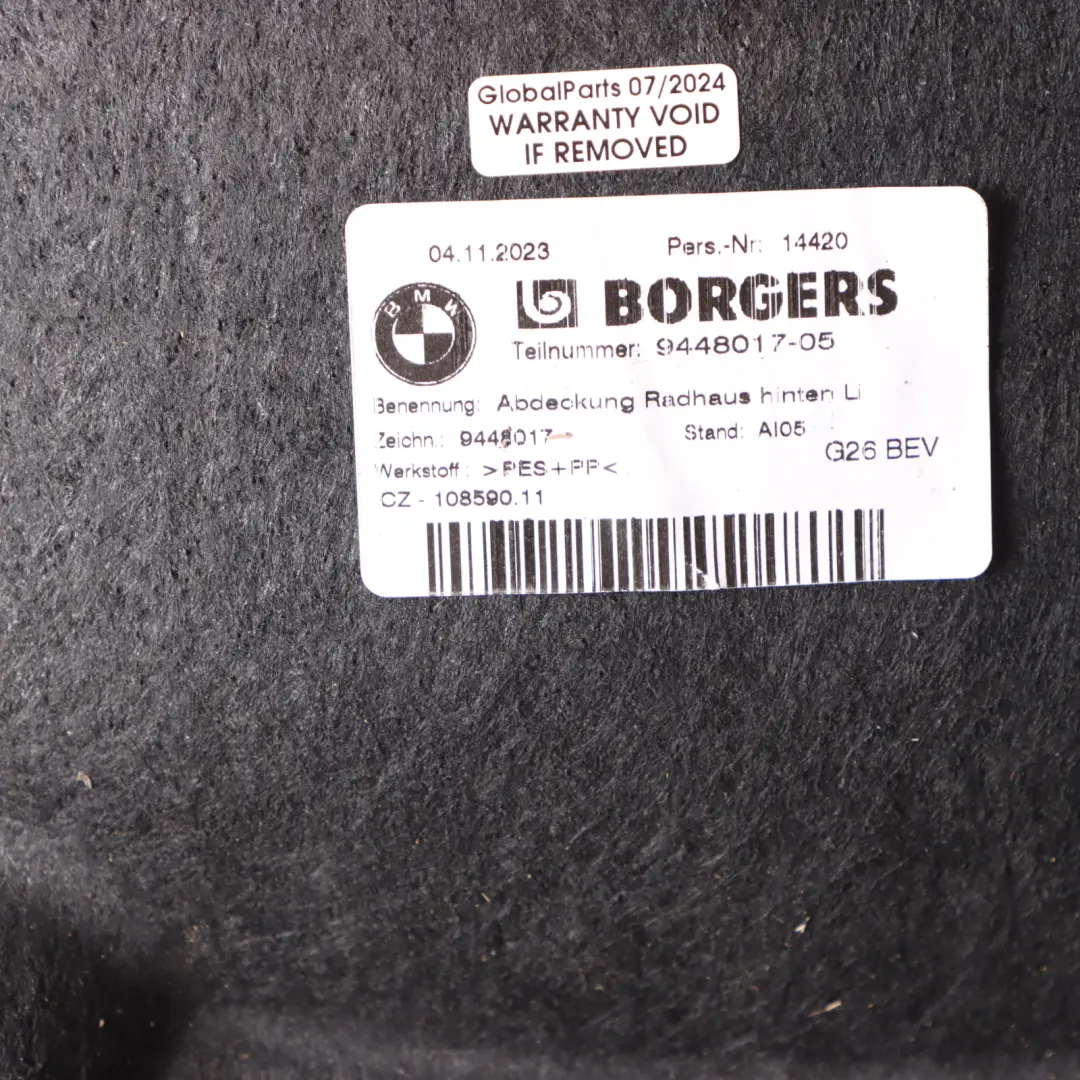 GlobalParts 07/2024
WARRANTY VOID
IF REMOVED
04.11.2023 Pers.-Nr: 14420
BMW BORGERS
Teilnummer: 9448017-05
Benennung: Abdeckung Radhaus hinten Li
Zeichn.: 9448017 Stand: AI05
G26 BEV
Werkstoff: >PES+PP<
CZ - 108590.11